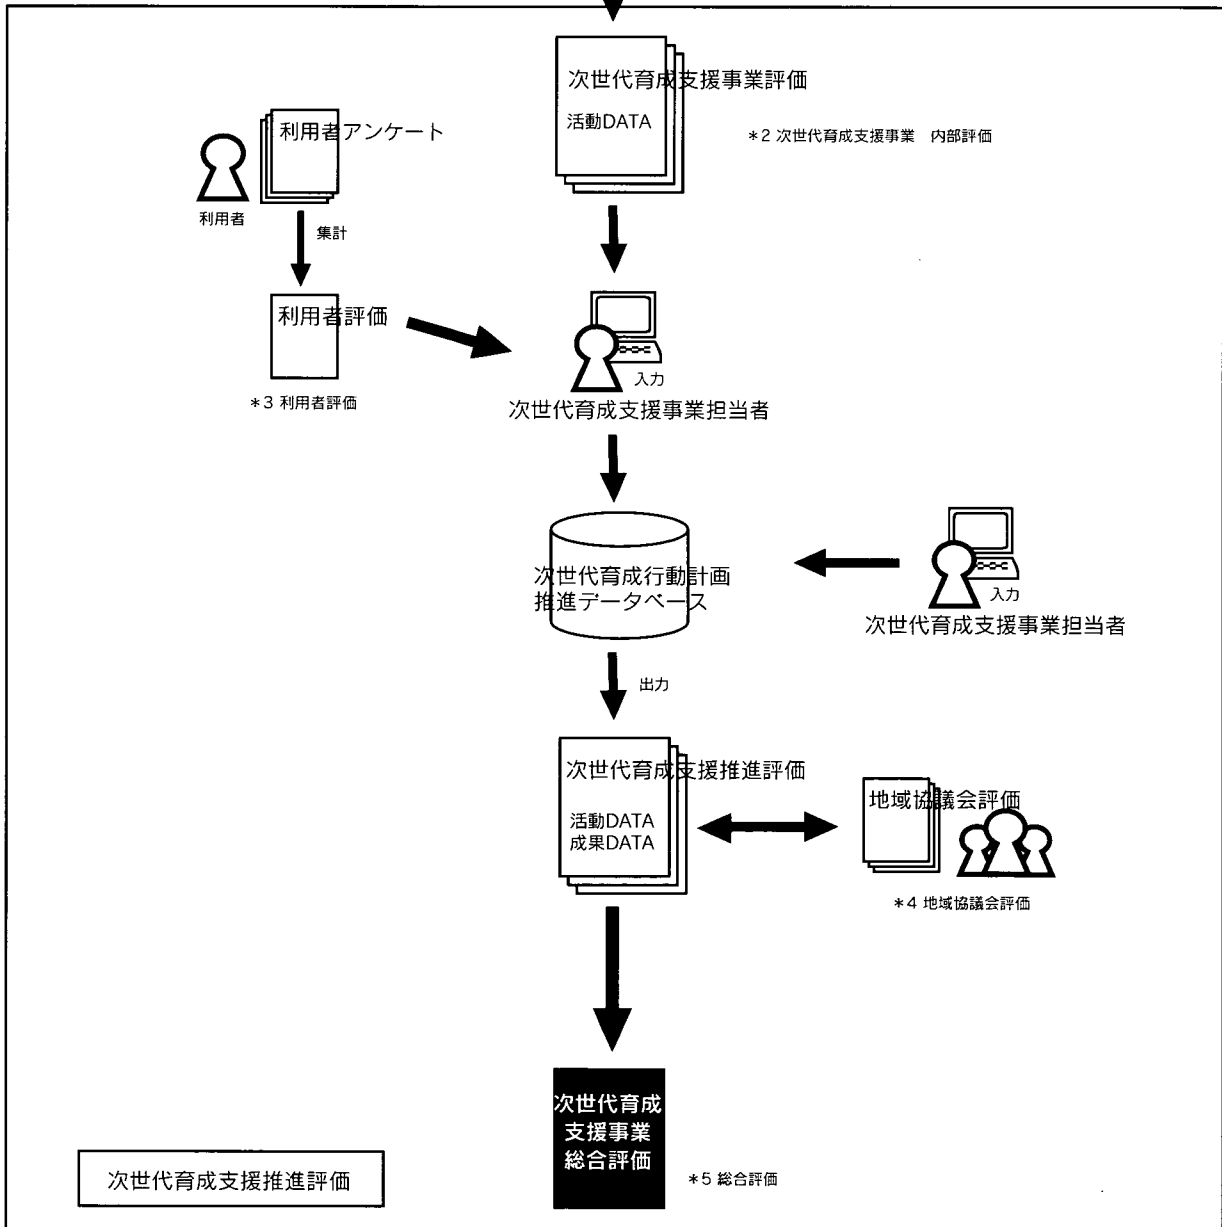 次世代育成支援事業評価
活動DATA
*2 次世代育成支援事業 内部評価
利用者アンケート
利用者
集計
利用者評価
*3 利用者評価
入力
次世代育成支援事業担当者
次世代育成行動計画
推進データベース
入力
次世代育成支援事業担当者
出力
次世代育成支援推進評価
活動DATA
成果DATA
地域協議会評価
*4 地域協議会評価
次世代育成
支援事業
総合評価
*5 総合評価
次世代育成支援推進評価